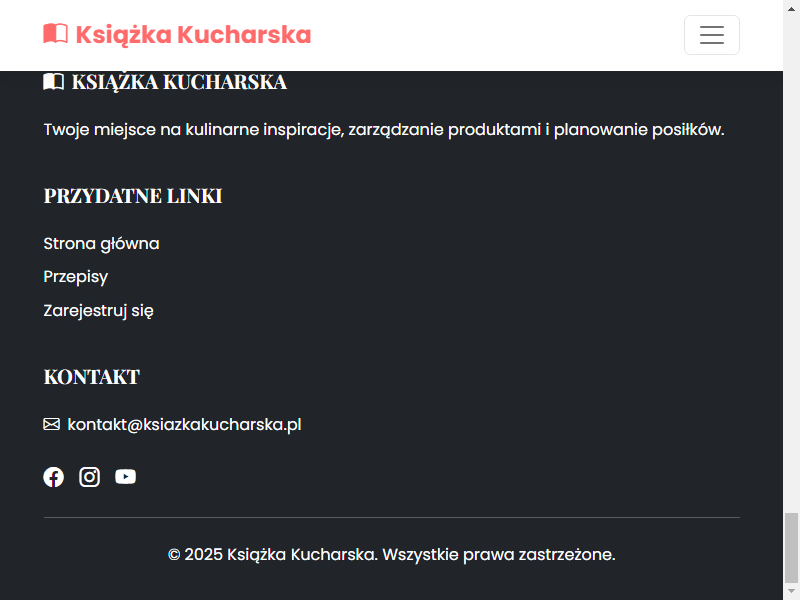 Książka Kucharska
KSIĄŻKA KUCHARSKA
Twoje miejsce na kulinarne inspiracje, zarządzanie produktami i planowanie posiłków.
PRZYDATNE LINKI
Strona główna
Przepisy
Zarejestruj się
KONTAKT
kontakt@ksiazkakucharska.pl
© 2025 Książka Kucharska. Wszystkie prawa zastrzeżone.